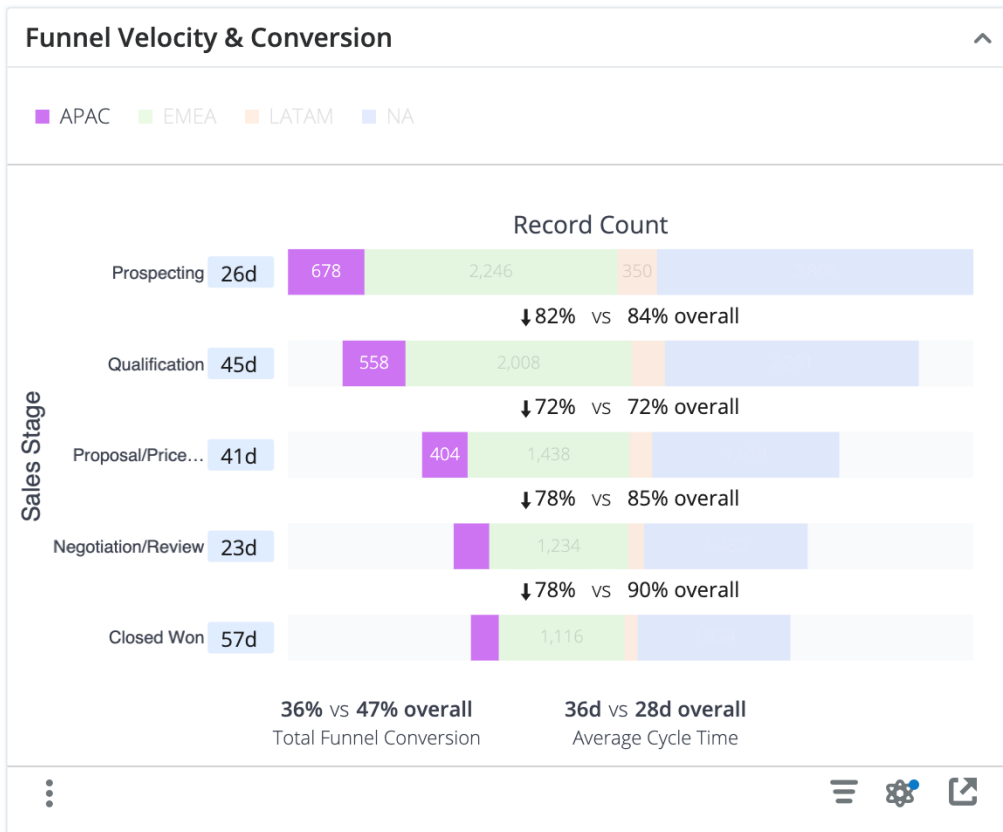 Funnel Velocity & Conversion
APAC EMEA LATAM NA
Record Count
Sales Stage
Prospecting 26d 678 2,246 350
82% vs 84% overall
Qualification 45d 558 2,008
72% vs 72% overall
Proposal/Price... 41d 404 1,438
78% vs 85% overall
Negotiation/Review 23d 1,234
78% vs 90% overall
Closed Won 57d 1,116
36% vs 47% overall 36d vs 28d overall
Total Funnel Conversion Average Cycle Time